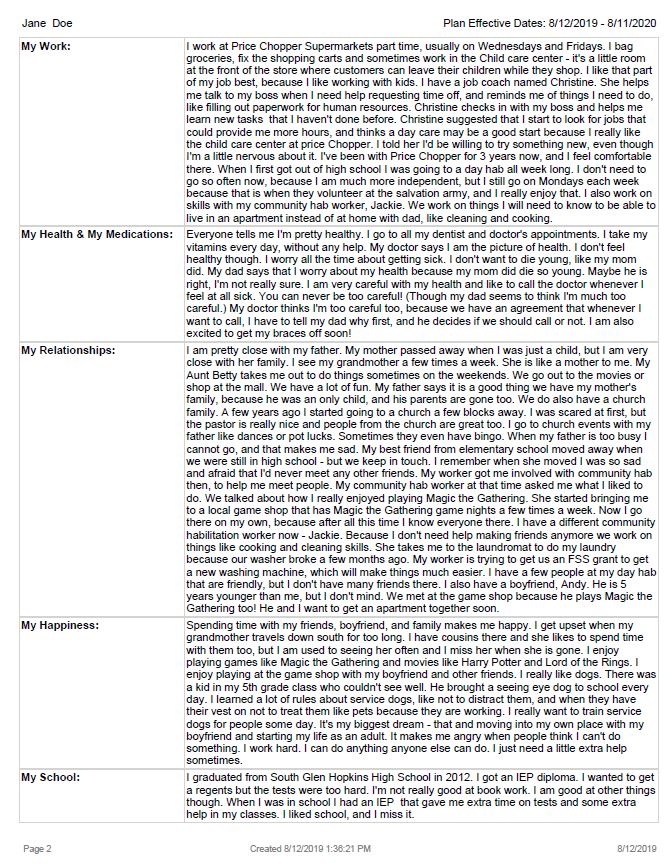 Jane Doe
Plan Effective Dates: 8/12/2019 - 8/11/2020
My Work:
I work at Price Chopper Supermarkets part time, usually on Wednesdays and Fridays. I bag
groceries, fix the shopping carts and sometimes work in the Child care center - it's a little room
at the front of the store where customers can leave their children while they shop. I like that part
of my job best, because I like working with kids. I have a job coach named Christine. She helps
me talk to my boss when I need help requesting time off, and reminds me of things I need to do,
like filling out paperwork for human resources. Christine checks in with my boss and helps me
learn new tasks that I haven't done before. Christine suggested that I start to look for jobs that
could provide me more hours, and thinks a day care may be a good start because I really like
the child care center at price Chopper. I told her I'd be willing to try something new, even though
I'm a little nervous about it. I've been with Price Chopper for 3 years now, and I feel comfortable
there. When I first got out of high school I was going to a day hab all week long. I don't need to
go so often now, because I am much more independent, but I still go on Mondays each week
because that is when they volunteer at the salvation army, and I really enjoy that. I also work on
skills with my community hab worker, Jackie. We work on things I will need to know to be able to
live in an apartment instead of at home with dad, like cleaning and cooking.
My Health & My Medications:
Everyone tells me I'm pretty healthy. I go to all my dentist and doctor's appointments. I take my
vitamins every day, without any help. My doctor says I am the picture of health. I don't feel
healthy though. I worry all the time about getting sick. I don't want to die young, like my mom
did. My dad says that I worry about my health because my mom did die so young. Maybe he is
right, I'm not really sure. I am very careful with my health and like to call the doctor whenever I
feel at all sick. You can never be too careful! (Though my dad seems to think I'm much too
careful.) My doctor thinks I'm too careful too, because we have an agreement that whenever I
want to call, I have to tell my dad why first, and he decides if we should call or not. I am also
excited to get my braces off soon!
My Relationships:
I am pretty close with my father. My mother passed away when I was just a child, but I am very
close with her family. I see my grandmother a few times a week. She is like a mother to me. My
Aunt Betty takes me out to do things sometimes on the weekends. We go out to the movies or
shop at the mall. We have a lot of fun. My father says it is a good thing we have my mother's
family, because he was an only child, and his parents are gone too. We do also have a church
family. A few years ago I started going to a church a few blocks away. I was scared at first, but
the pastor is really nice and people from the church are great too. I go to church events with my
father like dances or pot lucks. Sometimes they even have bingo. When my father is too busy I
cannot go, and that makes me sad. My best friend from elementary school moved away when
we were still in high school - but we keep in touch. I remember when she moved I was so sad
and afraid that I'd never meet any other friends. My worker got me involved with community hab
then, to help me meet people. My community hab worker at that time asked me what I liked to
do. We talked about how I really enjoyed playing Magic the Gathering. She started bringing me
to a local game shop that has Magic the Gathering game nights a few times a week. Now I go
there on my own, because after all this time I know everyone there. I have a different community
habilitation worker now - Jackie. Because I don't need help making friends anymore we work on
things like cooking and cleaning skills. She takes me to the laundromat to do my laundry
because our washer broke a few months ago. My worker is trying to get us an FSS grant to get
a new washing machine, which will make things much easier. I have a few people at my day hab
that are friendly, but I don't have many friends there. I also have a boyfriend, Andy. He is 5
years younger than me, but I don't mind. We met at the game shop because he plays Magic the
Gathering too! He and I want to get an apartment together soon.
My Happiness:
Spending time with my friends, boyfriend, and family makes me happy. I get upset when my
grandmother travels down south for too long. I have cousins there and she likes to spend time
with them too, but I am used to seeing her often and I miss her when she is gone. I enjoy
playing games like Magic the Gathering and movies like Harry Potter and Lord of the Rings. I
enjoy playing at the game shop with my boyfriend and other friends. I really like dogs. There was
a kid in my 5th grade class who couldn't see well. He brought a seeing eye dog to school every
day. I learned a lot of rules about service dogs, like not to distract them, and when they have
their vest on not to treat them like pets because they are working. I really want to train service
dogs for people some day. It's my biggest dream - that and moving into my own place with my
boyfriend and starting my life as an adult. It makes me angry when people think I can't do
something. I work hard. I can do anything anyone else can do. I just need a little extra help
sometimes.
My School:
I graduated from South Glen Hopkins High School in 2012. I got an IEP diploma. I wanted to get
a regents but the tests were too hard. I'm not really good at book work. I am good at other things
though. When I was in school I had an IEP that gave me extra time on tests and some extra
help in my classes. I liked school, and I miss it.
Page 2
Created 8/12/2019 1:36:21 PM
8/12/2019